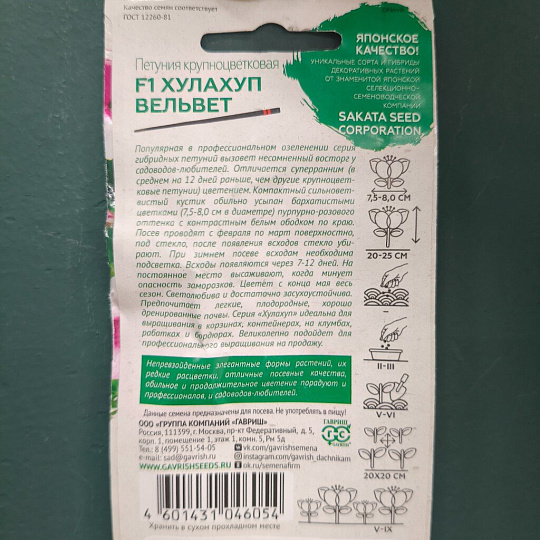 Качество семян соответствует
ГОСТ 12260-81
Петуния крупноцветковая
F1 ХУЛАХУП
ВЕЛЬВЕТ
ЯПОНСКОЕ
КАЧЕСТВО!
УНИКАЛЬНЫЕ СОРТА И ГИБРИДЫ
ДЕКОРАТИВНЫХ РАСТЕНИЙ
ОТ ЗНАМЕНИТОЙ ЯПОНСКОЙ
СЕЛЕКЦИОННО-
СЕМЕНОВОДЧЕСКОЙ
КОМПАНИИ
SAKATA SEED
CORPORATION
Популярная в профессиональном озеленении серия
гибридных петуний вызовет несомненный восторг у
садоводов-любителей. Отличается суперранним (в
среднем на 12 дней раньше, чем другие крупноцвет-
ковые петунии) цветением. Компактный сильновет-
вистый кустик обильно усыпан бархатистыми
цветками (7,5-8,0 см в диаметре) пурпурно-розового
оттенка с контрастным белым ободком по краю.
Посев проводят с февраля по март поверхностно,
под стекло, после появления всходов стекло уби-
рают. При зимнем посеве всходам необходима
подсветка. Всходы появляются через 7-12 дней. На
постоянное место высаживают, когда минует
опасность заморозков. Цветёт с конца мая весь
сезон. Светолюбива и достаточно засухоустойчива.
Предпочитает легкие, плодородные, хорошо
дренированные почвы. Серия «Хулахуп» идеальна для
выращивания в корзинах, контейнерах, на клумбах,
рабатках и бордюрах. Великолепно подойдет для
профессионального выращивания на продажу.
Непревзойденные элегантные формы растений, их
редкие расцветки, отличные посевные качества,
обильное и продолжительное цветение порадуют и
профессионалов, и садоводов-любителей.
7,5-8,0 СМ
20-25 СМ
II-III
V-VI
20X20 СМ
V-IX
Данные семена предназначены для посева. Не употреблять в пищу!
ООО «ГРУППА КОМПАНИЙ «ГАВРИШ»
Россия, 111399, г. Москва, пр-кт Федеративный, д. 5,
корп. 1, помещение 1, этаж 1, комн. 5, Рм 5д
Тел.: 8 (499) 551-54-05
e-mail: sad@gavrish.ru
WWW.GAVRISHSEEDS.RU
vk.com/gavrishsemena
instagram.com/gavrish_dachnikam
ok.ru/semenafirm
ГАВРИШ
4 601431 046054
Хранить в сухом прохладном месте